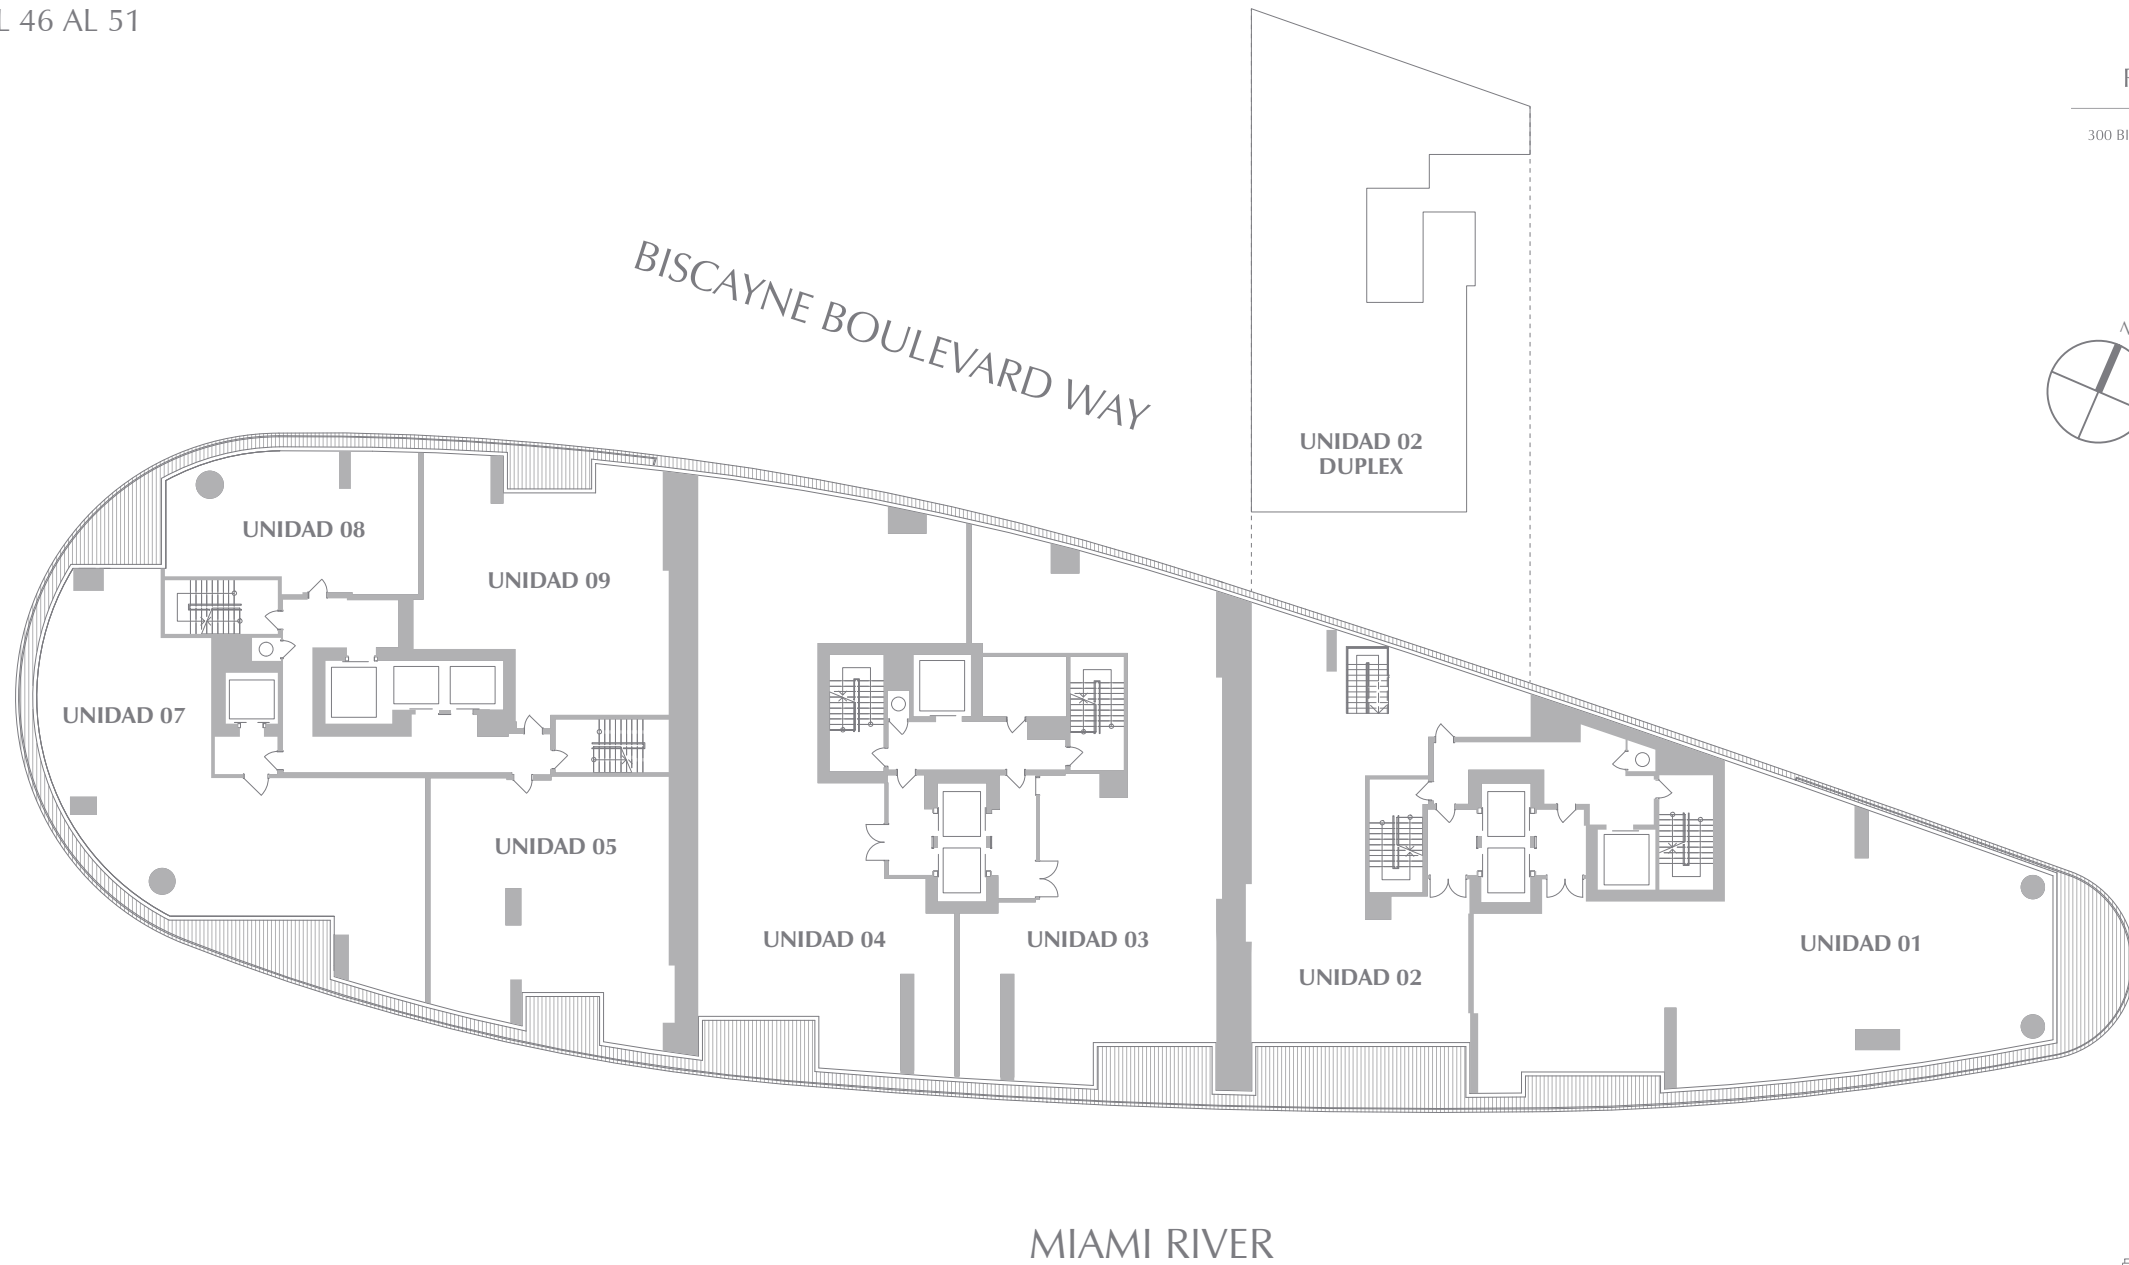 46 AL 51
300
BISCAYNE BOULEVARD WAY
UNIDAD 02
DUPLEX
UNIDAD 08
UNIDAD 09
UNIDAD 07
UNIDAD 05
UNIDAD 04
UNIDAD 03
UNIDAD 02
UNIDAD 01
MIAMI RIVER